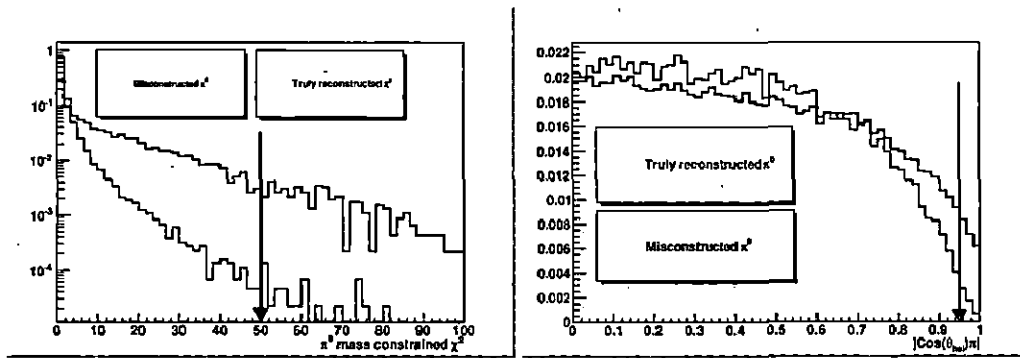 1
10⁻¹
10⁻²
10⁻³
10⁻⁴
Misconstructed π⁰
Truly reconstructed π⁰
0 10 20 30 40 50 60 70 80 90 100
π⁰ mass constrained χ²
0.022
0.02
0.018
0.016
0.014
0.012
0.01
0.008
0.006
0.004
0.002
0
Truly reconstructed π⁰
Misconstructed π⁰
0 0.1 0.2 0.3 0.4 0.5 0.6 0.7 0.8 0.9 1
|Cos(θhel)π|